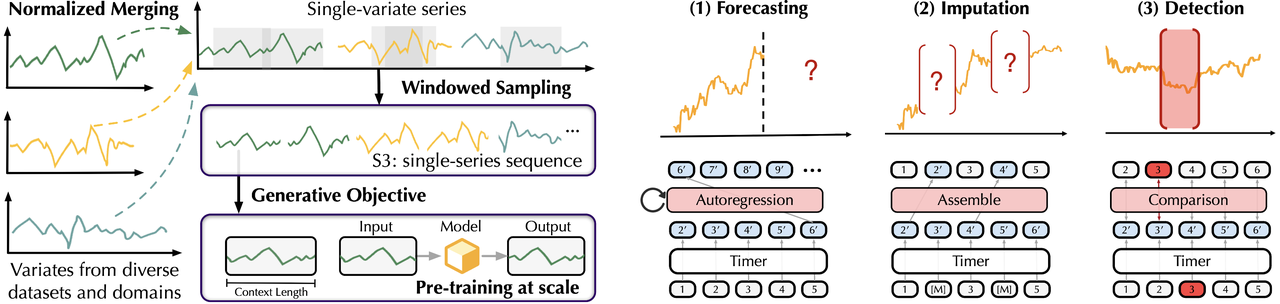 Normalized Merging
Single-variate series
Windowed Sampling
...
S3: single-series sequence
Generative Objective
Input
Model
Output
Context Length
Pre-training at scale
Variates from diverse
datasets and domains
(1) Forecasting
?
6′ 7′ 8′ 9′ ...
Autoregression
2′ 3′ 4′ 5′ 6′
Timer
1 2 3 4 5
(2) Imputation
? ?
1 2′ 3 4′ 5
Assemble
2′ 3′ 4′ 5′ 6′
Timer
1 [M] 3 [M] 5
(3) Detection
2 3 4 5 6
Comparison
2′ 3′ 4′ 5′ 6′
Timer
1 2 3 4 5